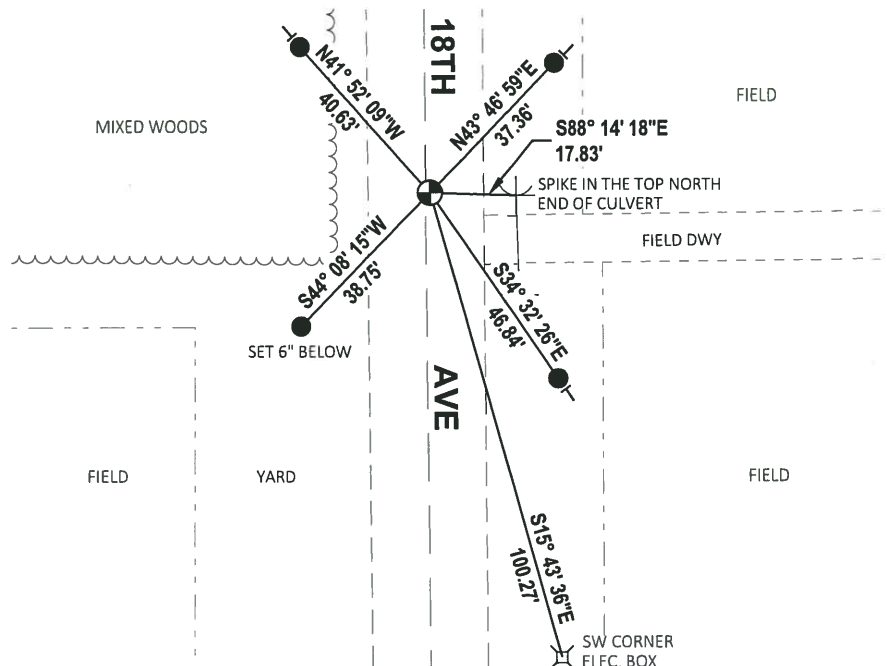 18TH
N41° 52' 09"W
40.63'
N43° 46' 59"E
37.36'
S88° 14' 18"E
17.83'
FIELD
MIXED WOODS
SPIKE IN THE TOP NORTH
END OF CULVERT
FIELD DWY
S44° 08' 15"W
38.75'
SET 6" BELOW
S34° 32' 26"E
46.84'
AVE
FIELD
YARD
FIELD
S15° 43' 36"E
100.27'
SW CORNER
ELEC. BOX